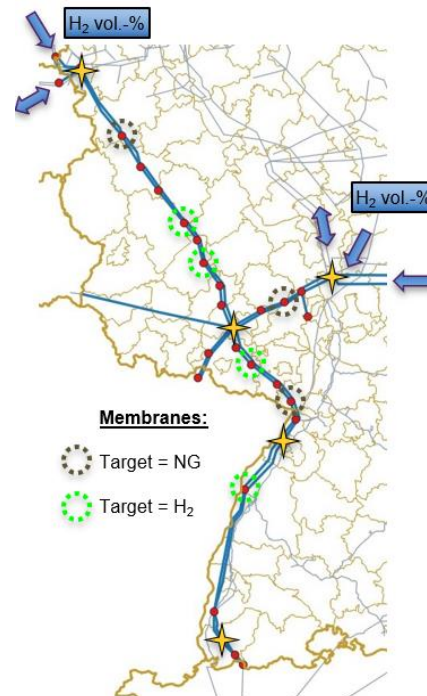 H₂ vol.-%
H₂ vol.-%
Membranes:
Target = NG
Target = H₂